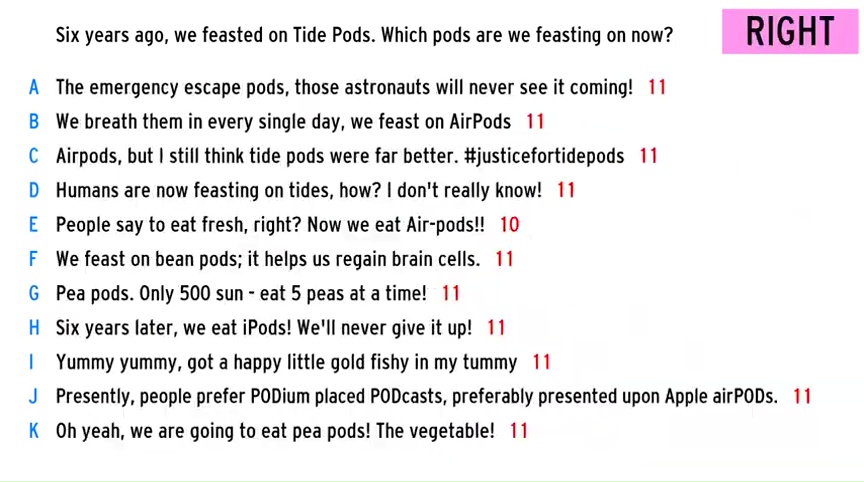 Six years ago, we feasted on Tide Pods. Which pods are we feasting on now?
RIGHT
A The emergency escape pods, those astronauts will never see it coming! 11
B We breath them in every single day, we feast on AirPods 11
C Airpods, but I still think tide pods were far better. #justicefortidepods 11
D Humans are now feasting on tides, how? I don't really know! 11
E People say to eat fresh, right? Now we eat Air-pods!! 10
F We feast on bean pods; it helps us regain brain cells. 11
G Pea pods. Only 500 sun - eat 5 peas at a time! 11
H Six years later, we eat iPods! We'll never give it up! 11
I Yummy yummy, got a happy little gold fishy in my tummy 11
J Presently, people prefer PODium placed PODcasts, preferably presented upon Apple airPODs. 11
K Oh yeah, we are going to eat pea pods! The vegetable! 11